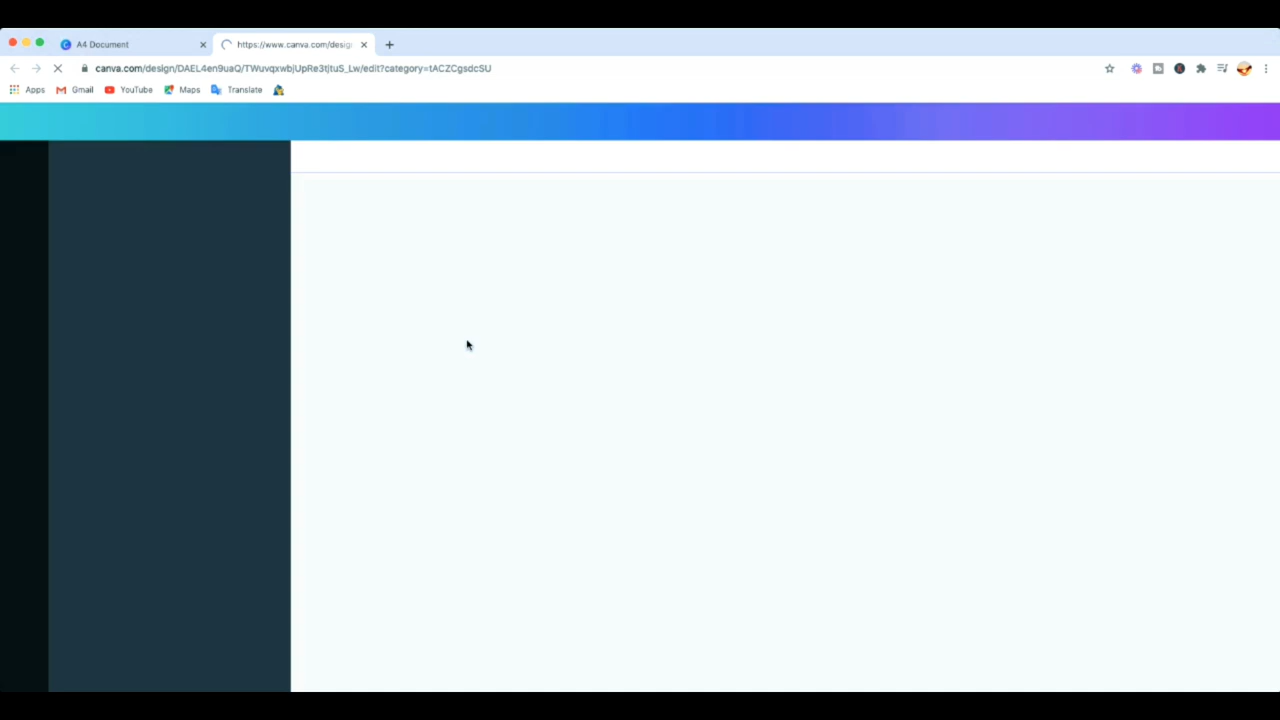 A4 Document
https://www.canva.com/desig
canva.com/design/DAEL4en9uaQ/TWuvqxwbjUpRe3tjtuS_Lw/edit?category=tACZCgsdcSU
Apps Gmail YouTube Maps Translate